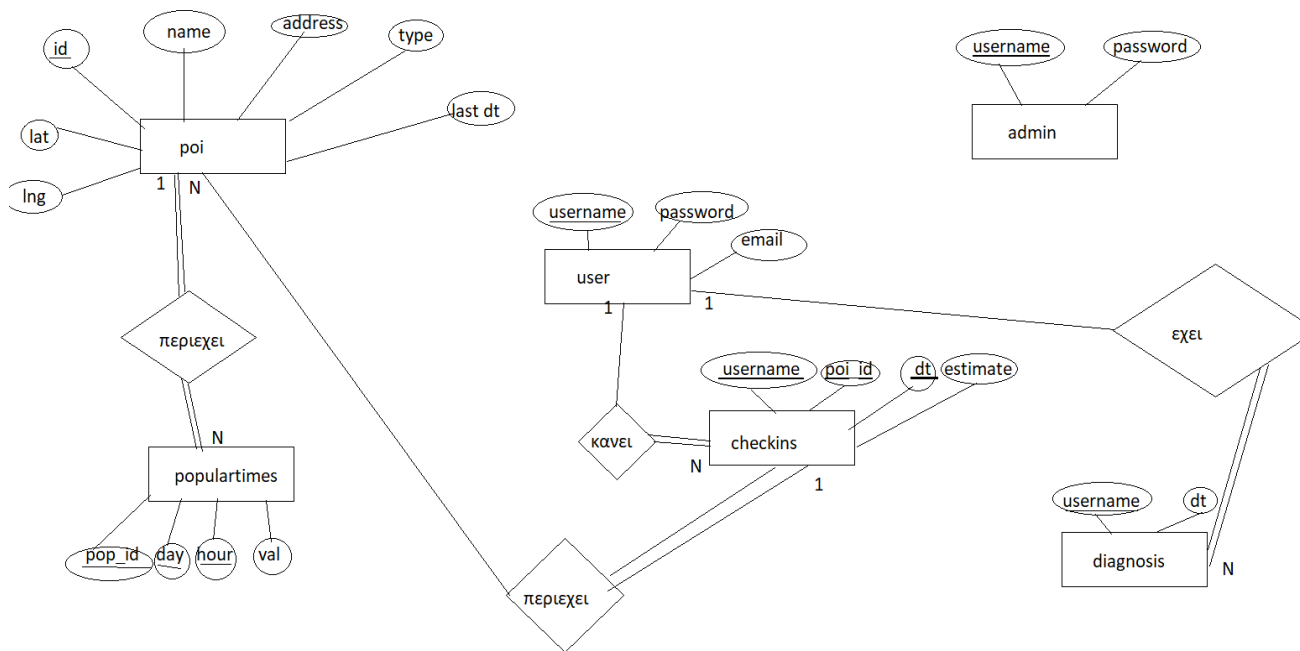 id
name
address
type
last dt
lat
lng
poi
1
N
περιεχει
N
populartimes
pop_id
day
hour
val
username
password
admin
username
password
email
user
1
1
εχει
κανει
N
username
poi_id
dt
estimate
checkins
1
περιεχει
username
dt
diagnosis
N